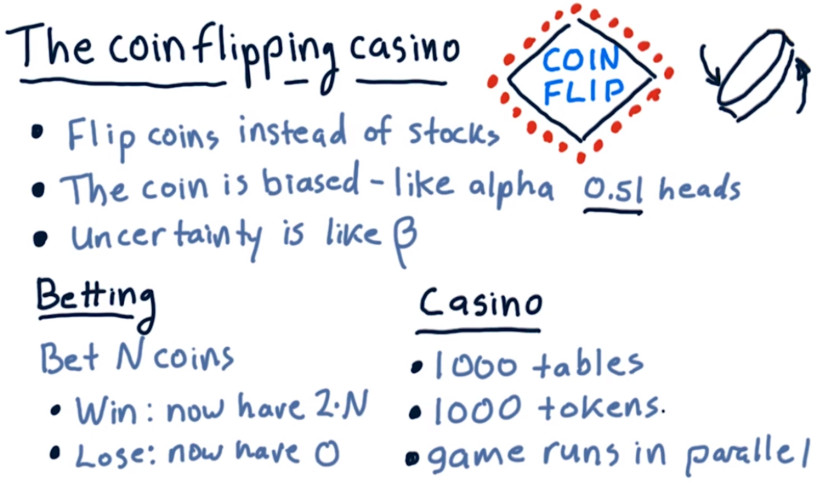 The coin flipping casino
COIN
FLIP
• Flip coins instead of stocks
• The coin is biased - like alpha 0.51 heads
• Uncertainty is like β
Betting
Bet N coins
• Win: now have 2·N
• Lose: now have 0
Casino
• 1000 tables
• 1000 tokens.
• game runs in parallel